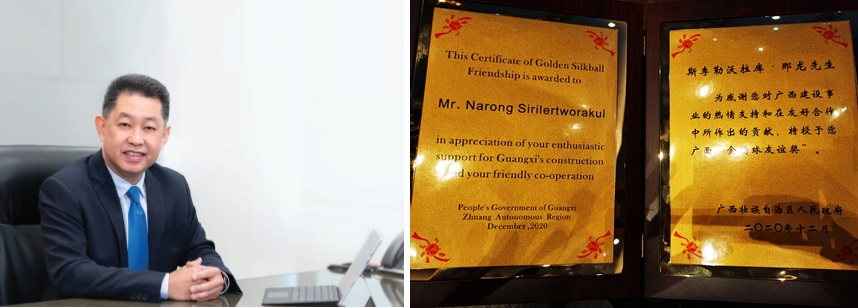 This Certificate of Golden Silkball
Friendship is awarded to
Mr. Narong Sirilertworakul
in appreciation of your enthusiastic
support for Guangxi's construction
and your friendly co-operation
People's Government of Guangxi
Zhuang Autonomous Region
December,2020
斯李勒沃拉库·那龙先生
为感谢您对广西建设事
业的热情支持和在友好合作
中所作出的贡献，特授予您
广西“金绣球友谊奖”。
广西壮族自治区人民政府
二〇二〇年十二月